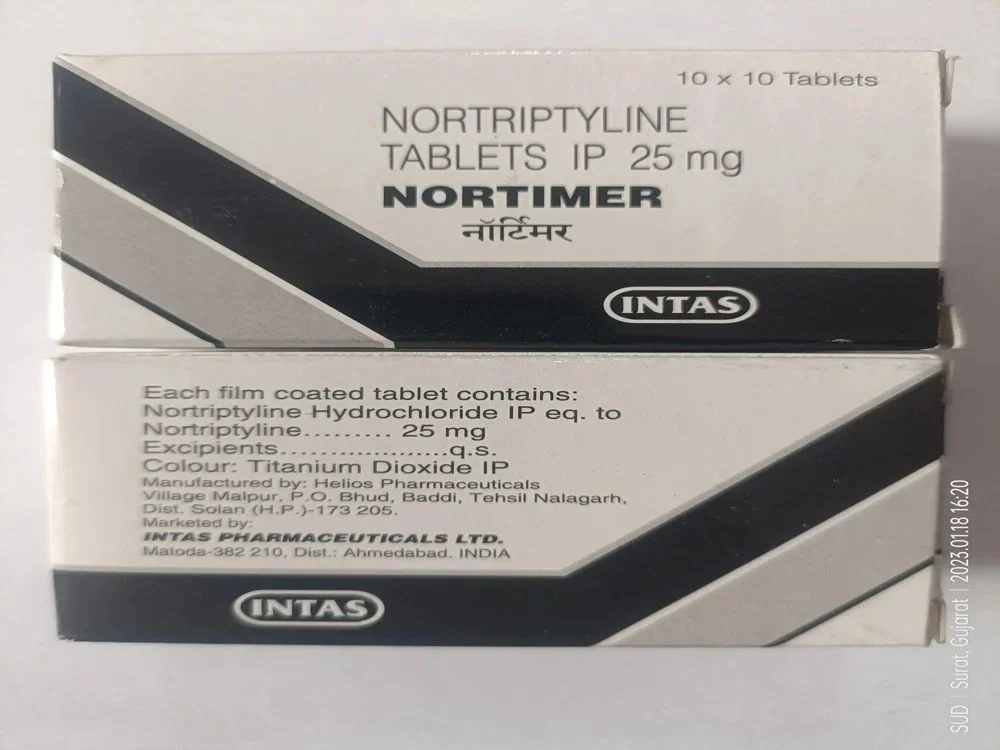 10 x 10 Tablets
NORTRIPTYLINE
TABLETS IP 25 mg
NORTIMER
नॉर्टिमर
INTAS
Each film coated tablet contains:
Nortriptyline Hydrochloride IP eq. to
Nortriptyline......... 25 mg
Excipients...................q.s.
Colour: Titanium Dioxide IP
Manufactured by: Helios Pharmaceuticals
Village Malpur, P.O. Bhud, Baddi, Tehsil Nalagarh,
Dist. Solan (H.P.)-173 205.
Marketed by:
INTAS PHARMACEUTICALS LTD.
Matoda-382 210, Dist.: Ahmedabad. INDIA
INTAS
SUD | Surat, Gujarat | 2023.01.18 16:20